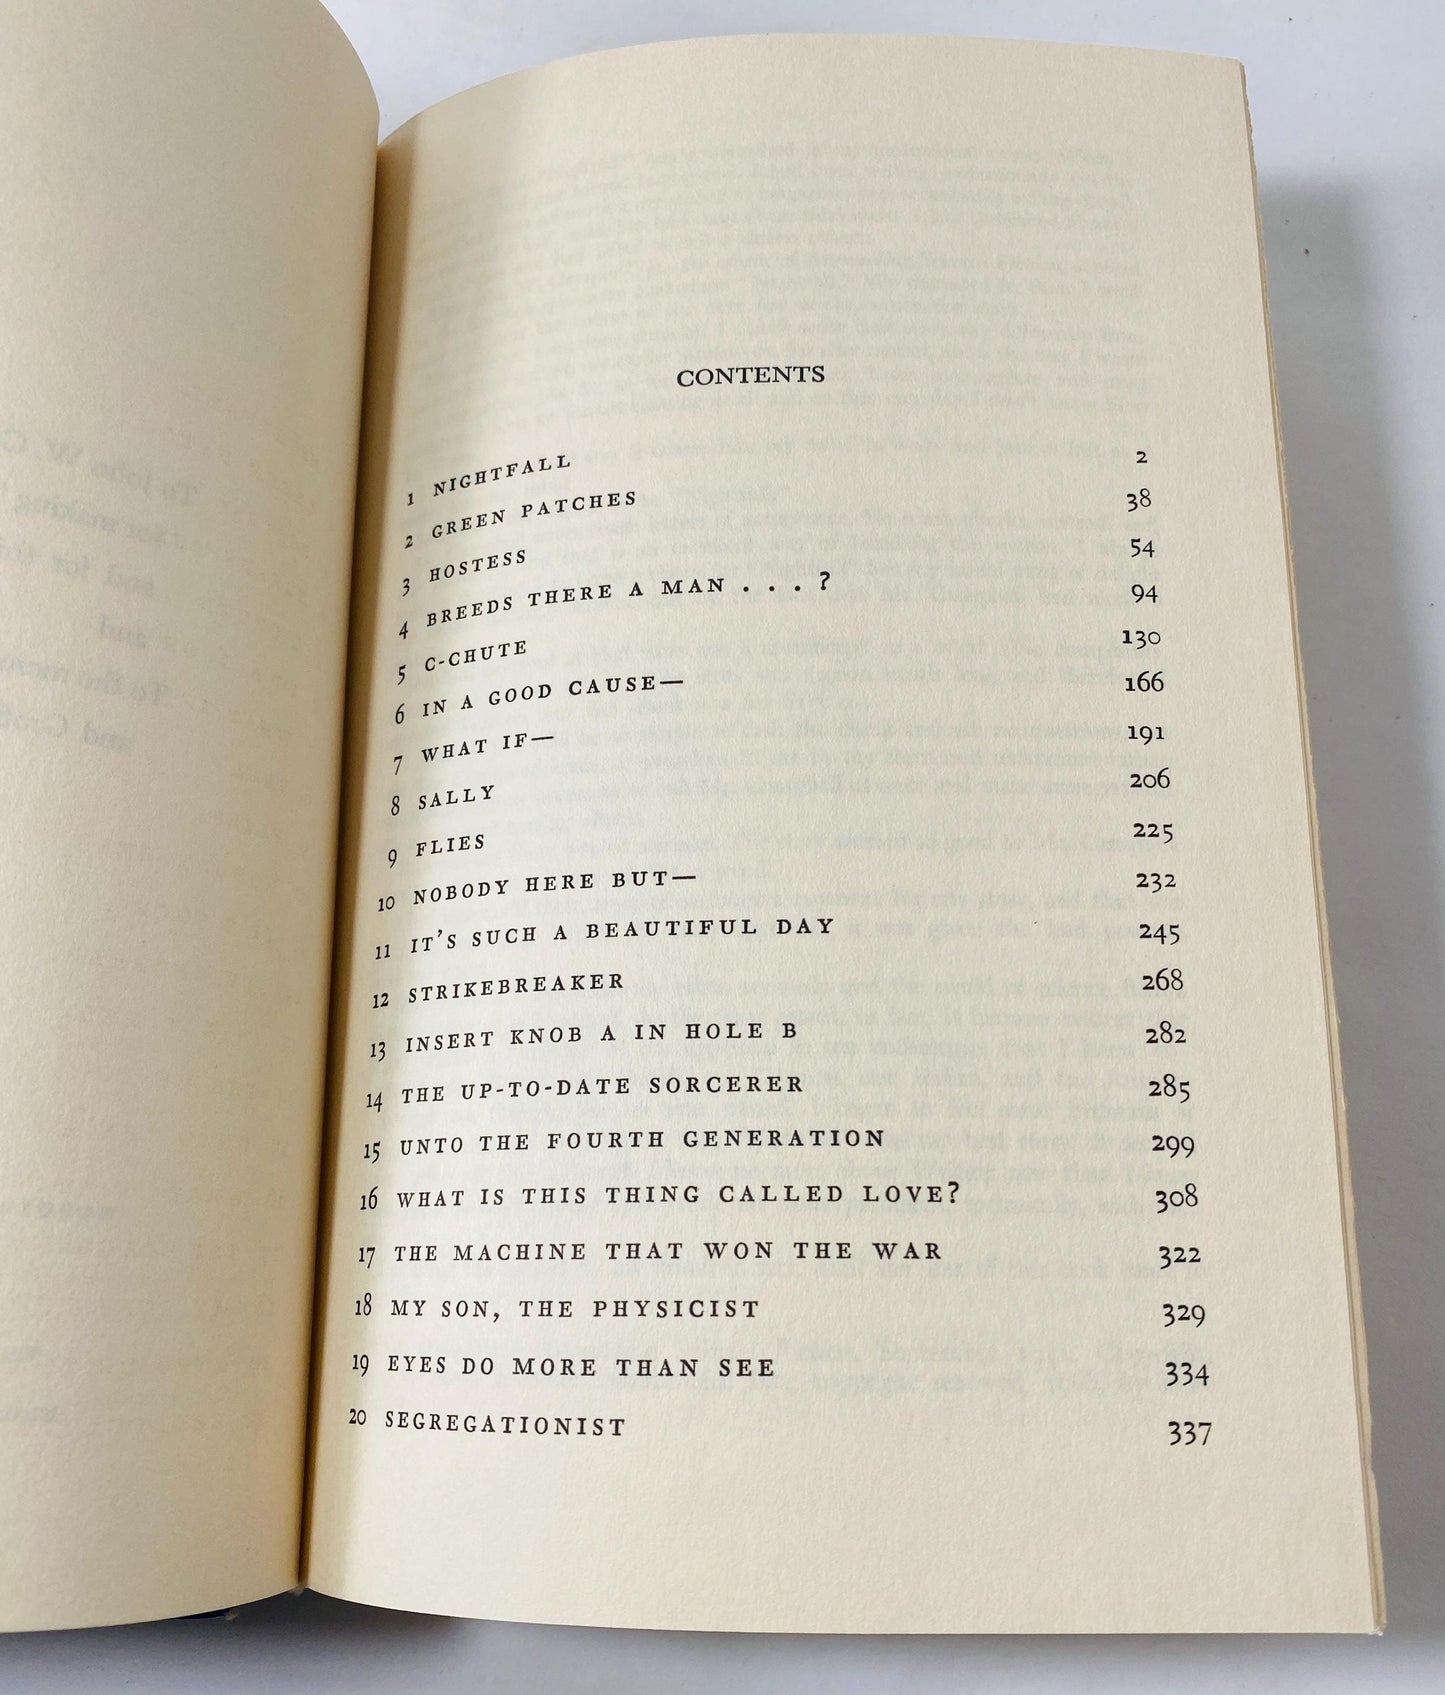 CONTENTS
1 NIGHTFALL 2
2 GREEN PATCHES 38
3 HOSTESS 54
4 BREEDS THERE A MAN . . . ? 94
5 C-CHUTE 130
6 IN A GOOD CAUSE— 166
7 WHAT IF— 191
8 SALLY 206
9 FLIES 225
10 NOBODY HERE BUT— 232
11 IT'S SUCH A BEAUTIFUL DAY 245
12 STRIKEBREAKER 268
13 INSERT KNOB A IN HOLE B 282
14 THE UP-TO-DATE SORCERER 285
15 UNTO THE FOURTH GENERATION 299
16 WHAT IS THIS THING CALLED LOVE? 308
17 THE MACHINE THAT WON THE WAR 322
18 MY SON, THE PHYSICIST 329
19 EYES DO MORE THAN SEE 334
20 SEGREGATIONIST 337